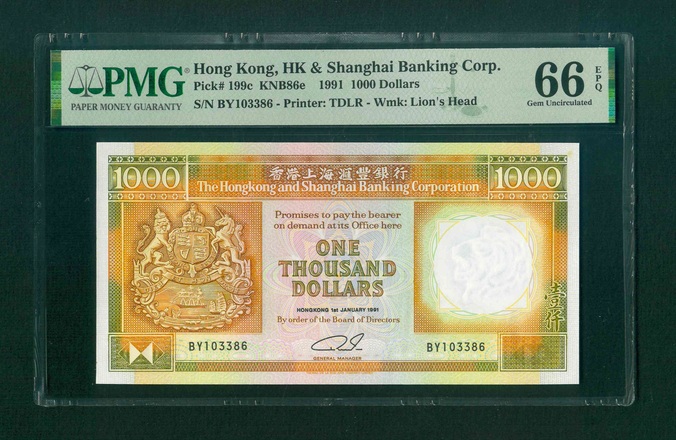 PMG
PAPER MONEY GUARANTY
Hong Kong, HK & Shanghai Banking Corp.
Pick# 199c KNB86e 1991 1000 Dollars
S/N BY103386 - Printer: TDLR - Wmk: Lion's Head
66 EPQ
Gem Uncirculated
香港上海滙豐銀行
1000 The Hongkong and Shanghai Banking Corporation 1000
Promises to pay the bearer
on demand at its Office here
ONE
THOUSAND
DOLLARS
HONGKONG 1st JANUARY 1991
By order of the Board of Directors
壹仟
BY103386 BY103386
GENERAL MANAGER